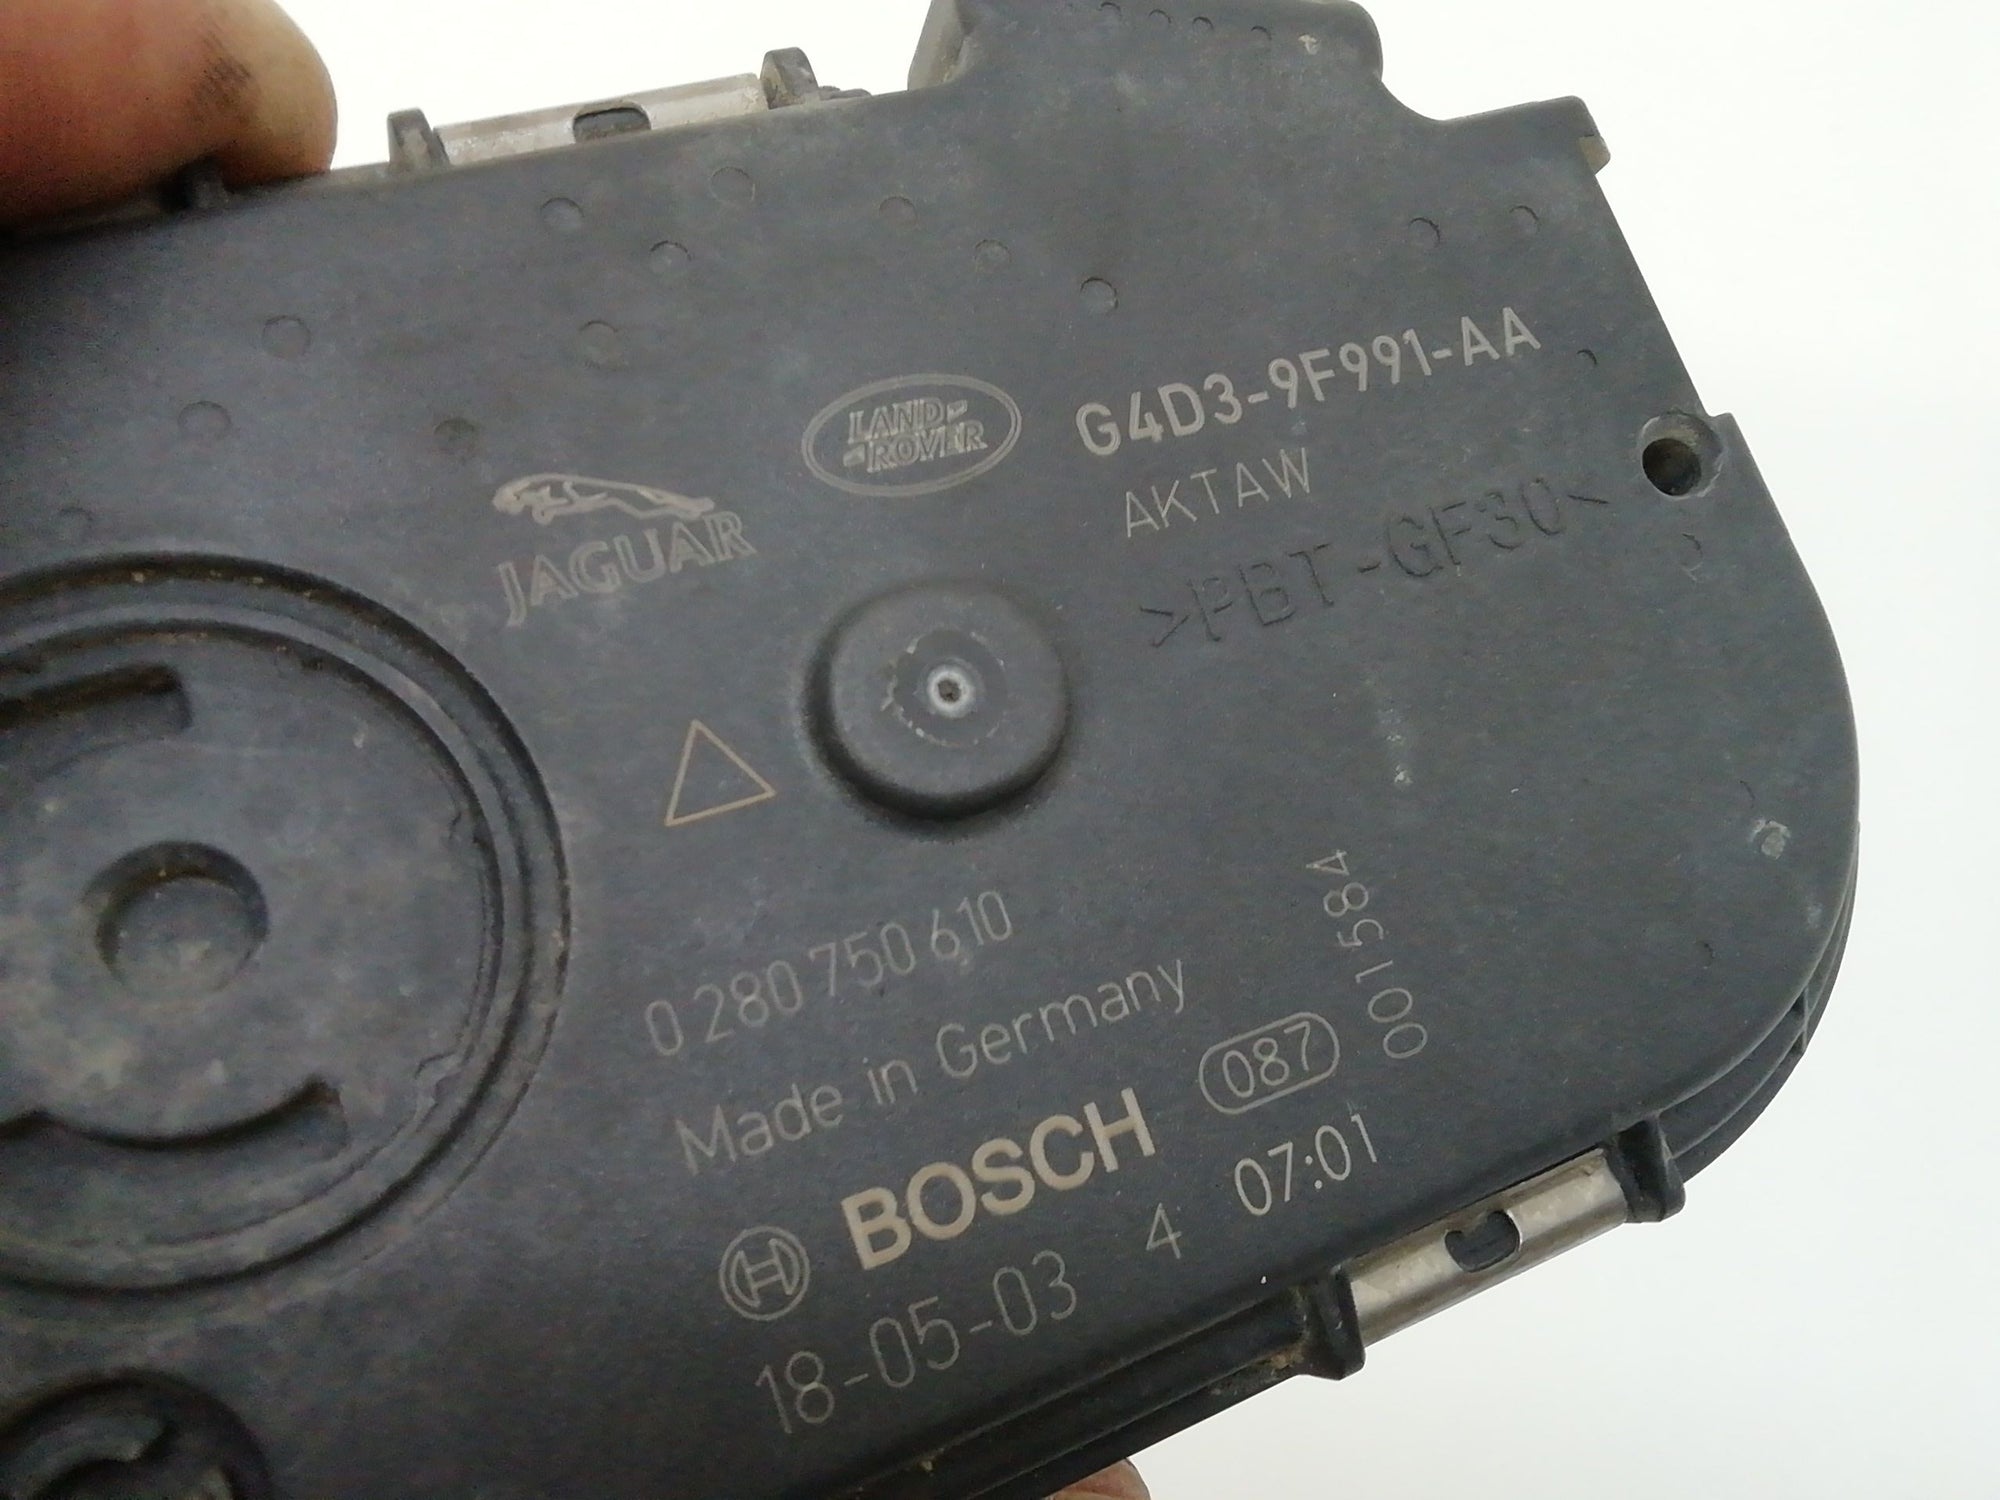 LAND
ROVER
G4D3-9F991-AA
AKTAW
JAGUAR
>PBT-GF30<
0 280 750 610
Made in Germany
087
001584
BOSCH
18-05-03 4 07:01